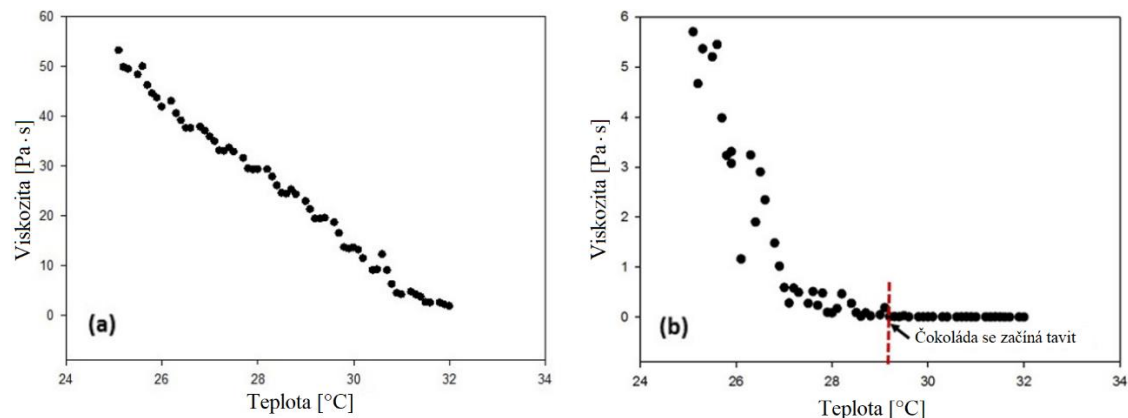 60
50
40
30
20
10
0
Viskozita [Pa · s]
(a)
24 26 28 30 32 34
Teplota [°C]
6
5
4
3
2
1
0
Viskozita [Pa · s]
(b)
Čokoláda se začíná tavit
24 26 28 30 32 34
Teplota [°C]